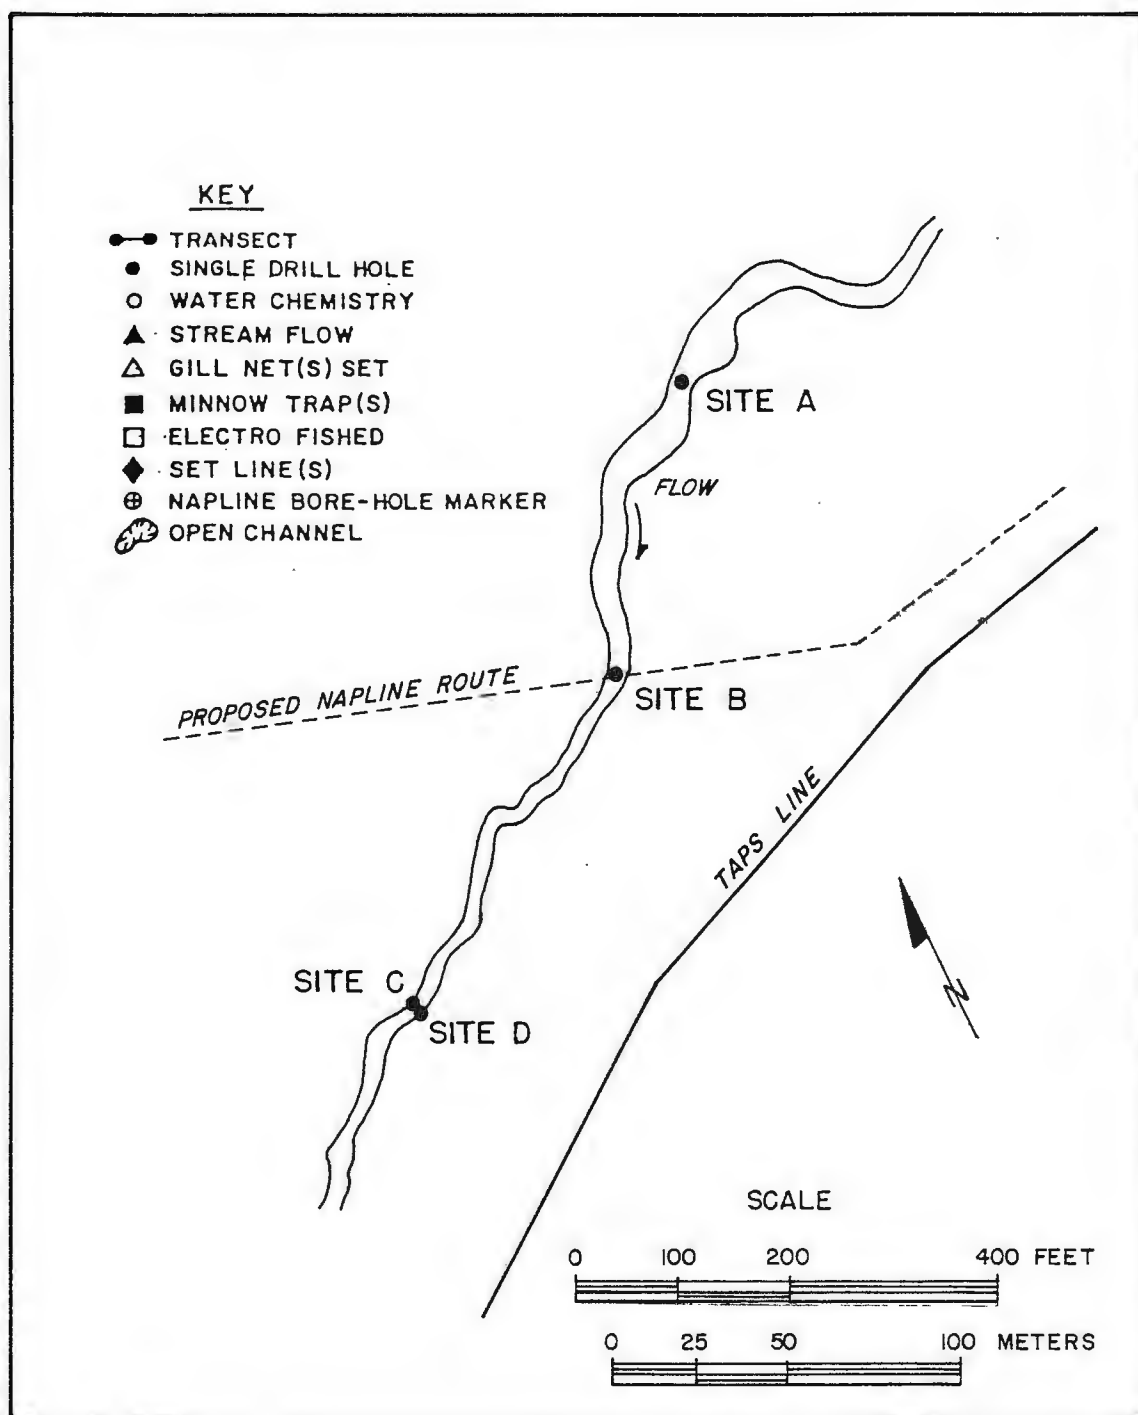 KEY
TRANSECT
SINGLE DRILL HOLE
WATER CHEMISTRY
STREAM FLOW
GILL NET(S) SET
MINNOW TRAP(S)
ELECTRO FISHED
SET LINE(S)
NAPLINE BORE-HOLE MARKER
OPEN CHANNEL
SITE A
FLOW
PROPOSED NAPLINE ROUTE
SITE B
TAPS LINE
SITE C
SITE D
N
SCALE
0 100 200 400 FEET
0 25 50 100 METERS